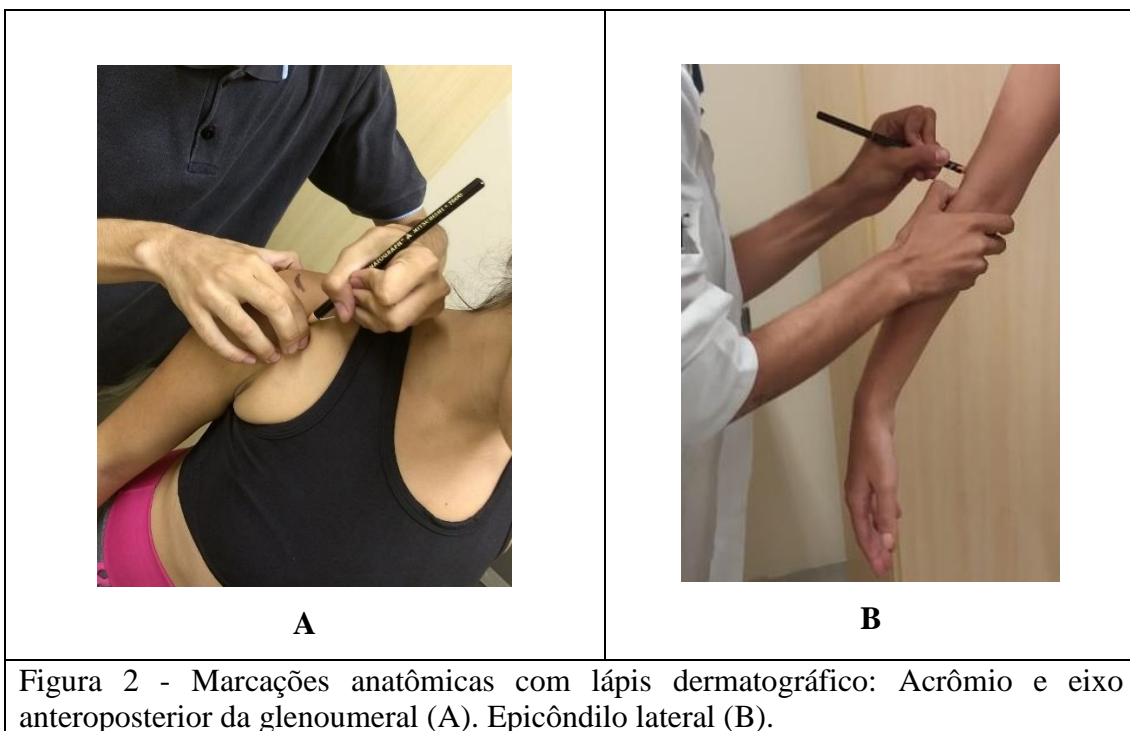 A
B
Figura 2 - Marcações anatômicas com lápis dermatográfico: Acrômio e eixo
anteroposterior da glenoumeral (A). Epicôndilo lateral (B).